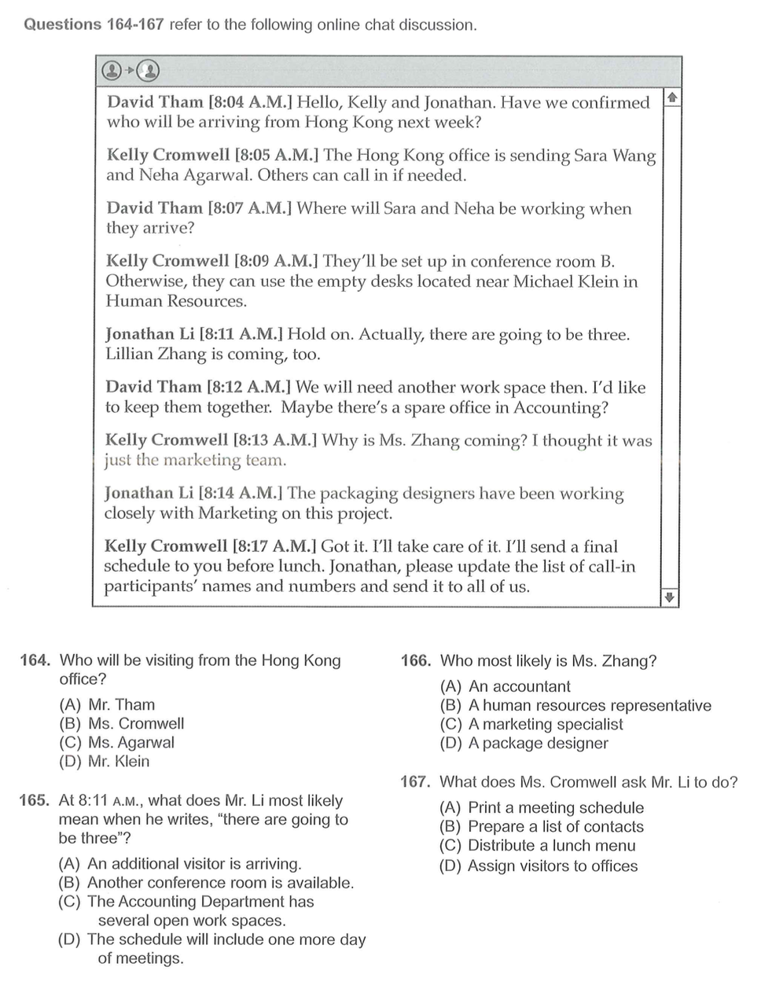 Questions 164-167 refer to the following online chat discussion.
David Tham [8:04 A.M.] Hello, Kelly and Jonathan. Have we confirmed
who will be arriving from Hong Kong next week?
Kelly Cromwell [8:05 A.M.] The Hong Kong office is sending Sara Wang
and Neha Agarwal. Others can call in if needed.
David Tham [8:07 A.M.] Where will Sara and Neha be working when
they arrive?
Kelly Cromwell [8:09 A.M.] They'll be set up in conference room B.
Otherwise, they can use the empty desks located near Michael Klein in
Human Resources.
Jonathan Li [8:11 A.M.] Hold on. Actually, there are going to be three.
Lillian Zhang is coming, too.
David Tham [8:12 A.M.] We will need another work space then. I'd like
to keep them together. Maybe there's a spare office in Accounting?
Kelly Cromwell [8:13 A.M.] Why is Ms. Zhang coming? I thought it was
just the marketing team.
Jonathan Li [8:14 A.M.] The packaging designers have been working
closely with Marketing on this project.
Kelly Cromwell [8:17 A.M.] Got it. I'll take care of it. I'll send a final
schedule to you before lunch. Jonathan, please update the list of call-in
participants' names and numbers and send it to all of us.
164. Who will be visiting from the Hong Kong
office?
(A) Mr. Tham
(B) Ms. Cromwell
(C) Ms. Agarwal
(D) Mr. Klein
165. At 8:11 A.M., what does Mr. Li most likely
mean when he writes, "there are going to
be three"?
(A) An additional visitor is arriving.
(B) Another conference room is available.
(C) The Accounting Department has
several open work spaces.
(D) The schedule will include one more day
of meetings.
166. Who most likely is Ms. Zhang?
(A) An accountant
(B) A human resources representative
(C) A marketing specialist
(D) A package designer
167. What does Ms. Cromwell ask Mr. Li to do?
(A) Print a meeting schedule
(B) Prepare a list of contacts
(C) Distribute a lunch menu
(D) Assign visitors to offices